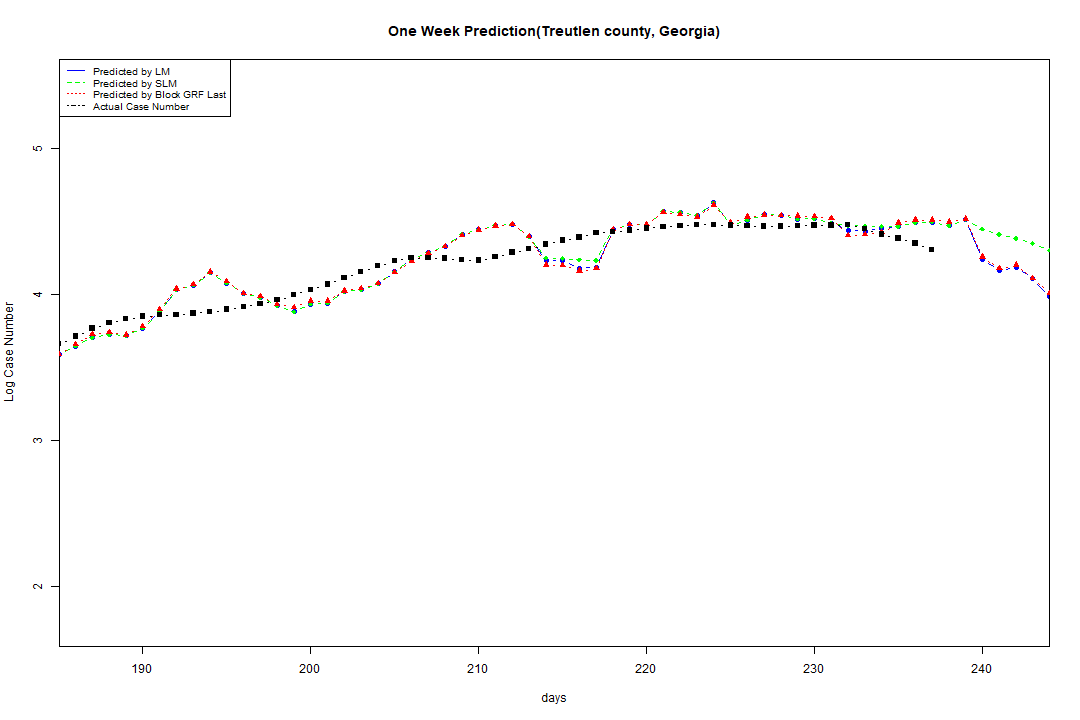 One Week Prediction(Treutlen county, Georgia)
Predicted by LM
Predicted by SLM
Predicted by Block GRF Last
Actual Case Number
5
4
3
2
Log Case Number
190 200 210 220 230 240
days